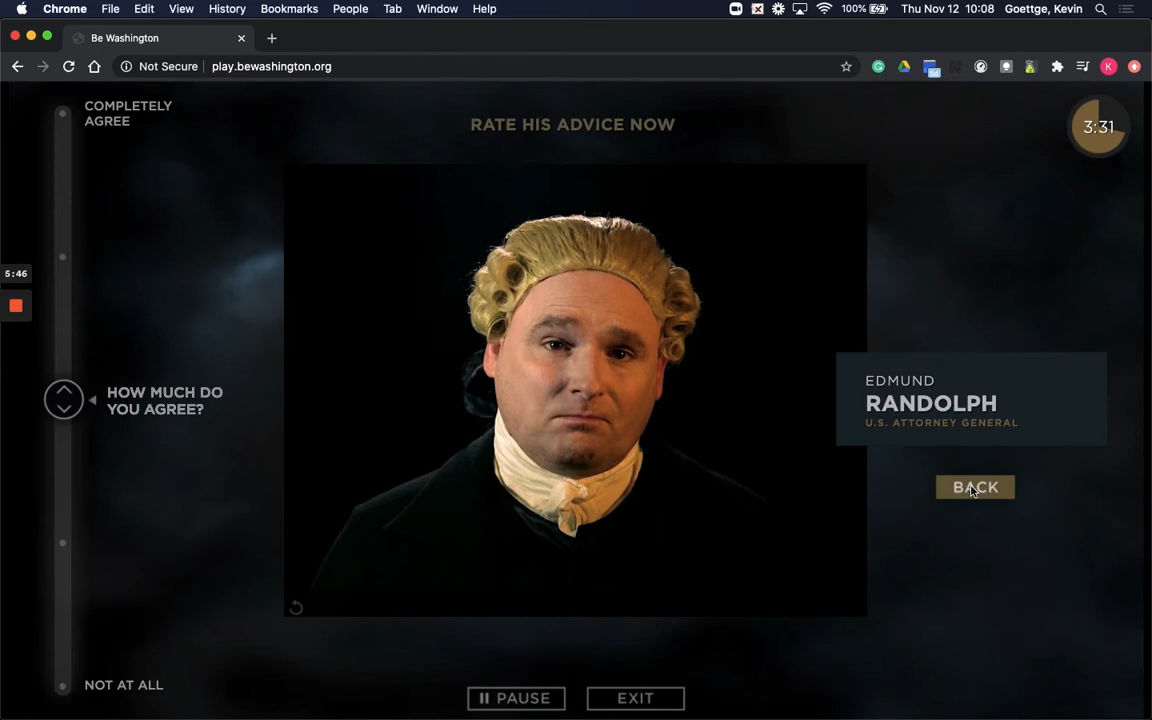 Chrome File Edit View History Bookmarks People Tab Window Help 100% Thu Nov 12 10:08 Goettge, Kevin
Be Washington
Not Secure play.bewashington.org K
COMPLETELY
AGREE
RATE HIS ADVICE NOW
3:31
5:46
HOW MUCH DO
YOU AGREE?
EDMUND
RANDOLPH
U.S. ATTORNEY GENERAL
BACK
NOT AT ALL
PAUSE EXIT